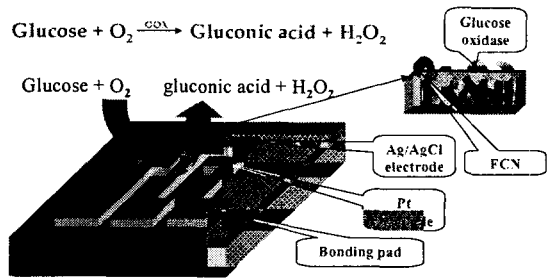 Glucose + O₂ GOX Gluconic acid + H₂O₂
Glucose
oxidase
Glucose + O₂ gluconic acid + H₂O₂
Ag/AgCl
electrode
FCN
Pt
e
Bonding pad